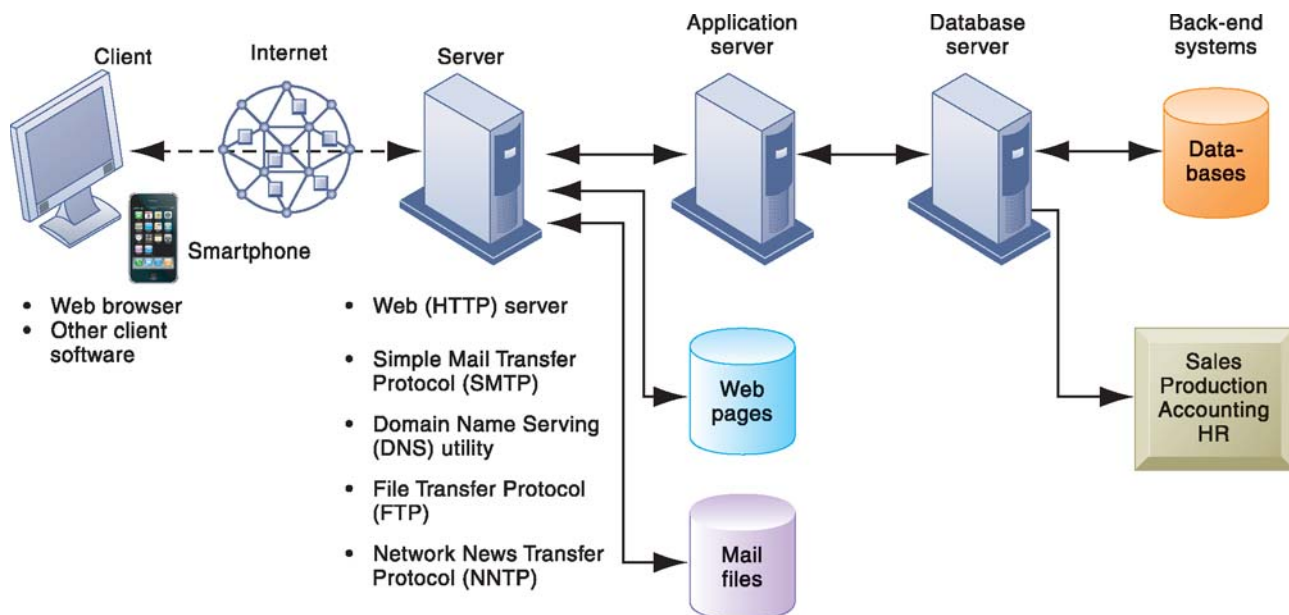 Client
Internet
Server
Application
server
Database
server
Back-end
systems
Data-
bases
Smartphone
• Web browser
• Other client
software
• Web (HTTP) server
• Simple Mail Transfer
Protocol (SMTP)
• Domain Name Serving
(DNS) utility
• File Transfer Protocol
(FTP)
• Network News Transfer
Protocol (NNTP)
Web
pages
Mail
files
Sales
Production
Accounting
HR